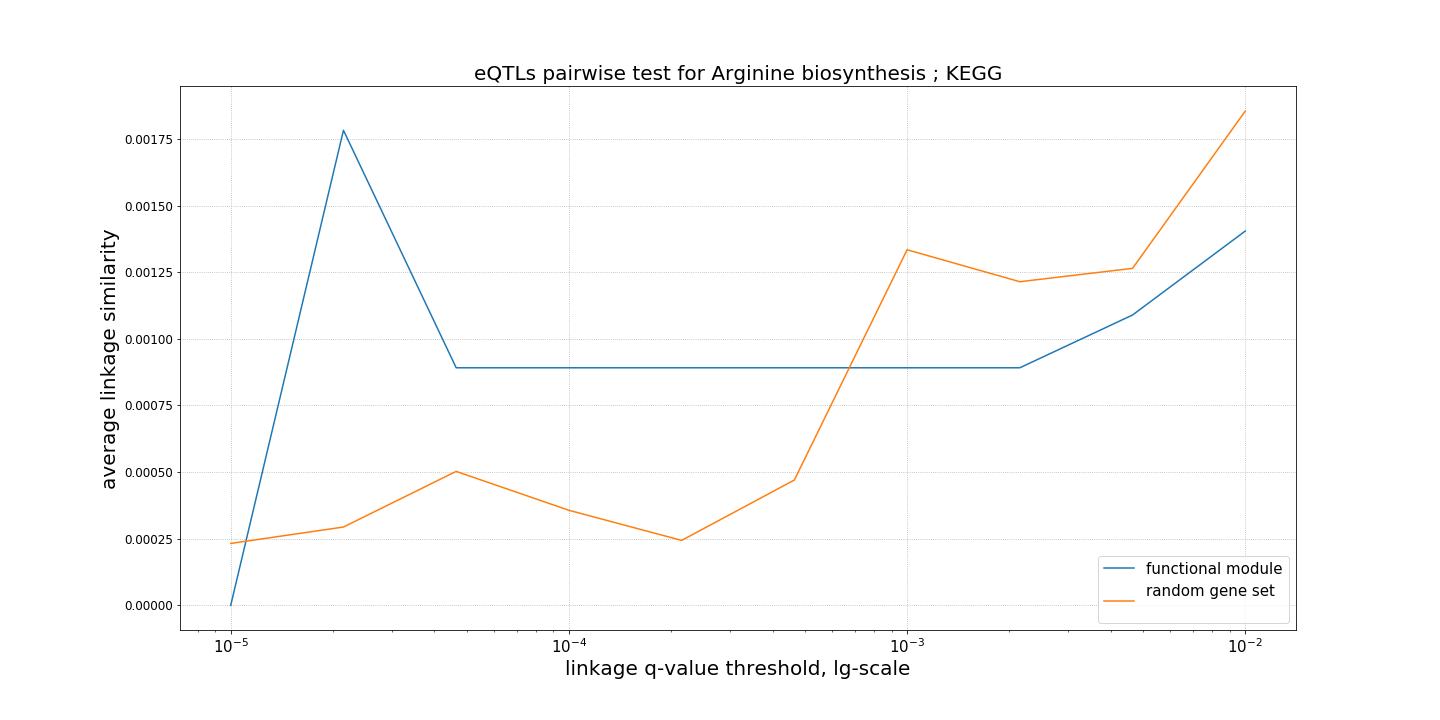 eQTLs pairwise test for Arginine biosynthesis ; KEGG
average linkage similarity
0.00175
0.00150
0.00125
0.00100
0.00075
0.00050
0.00025
0.00000
functional module
random gene set
10⁻⁵ 10⁻⁴ 10⁻³ 10⁻²
linkage q-value threshold, lg-scale